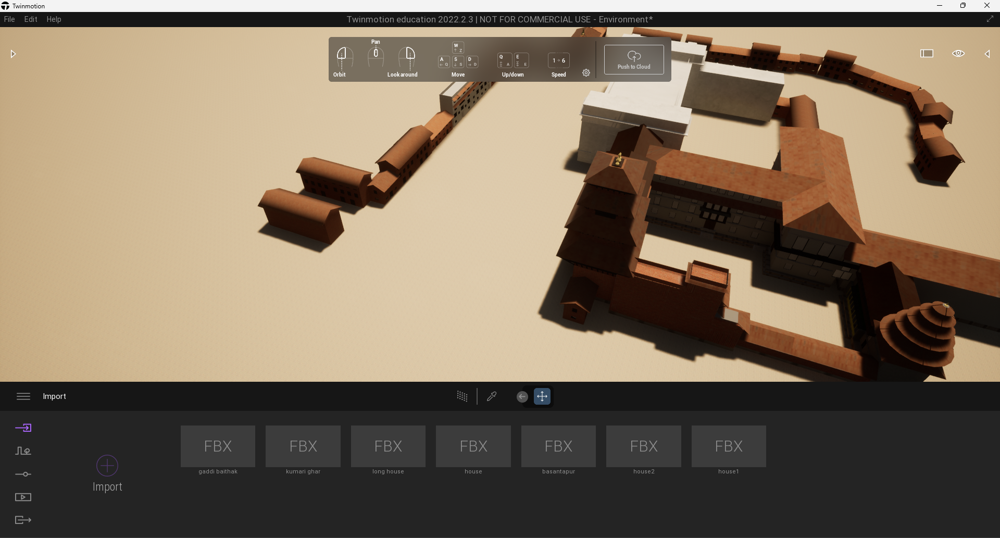 Twinmotion
File Edit Help
Twinmotion education 2022.2.3 | NOT FOR COMMERCIAL USE - Environment*
Pan
W
Z
A
Q
S
S
D
D
Q
A
E
E
1 → 6
Orbit
Look around
Move
Up/down
Speed
Push to Cloud
Import
FBX FBX FBX FBX FBX FBX FBX
gaddi baithak kumari ghar long house house basantapur house2 house1
Import